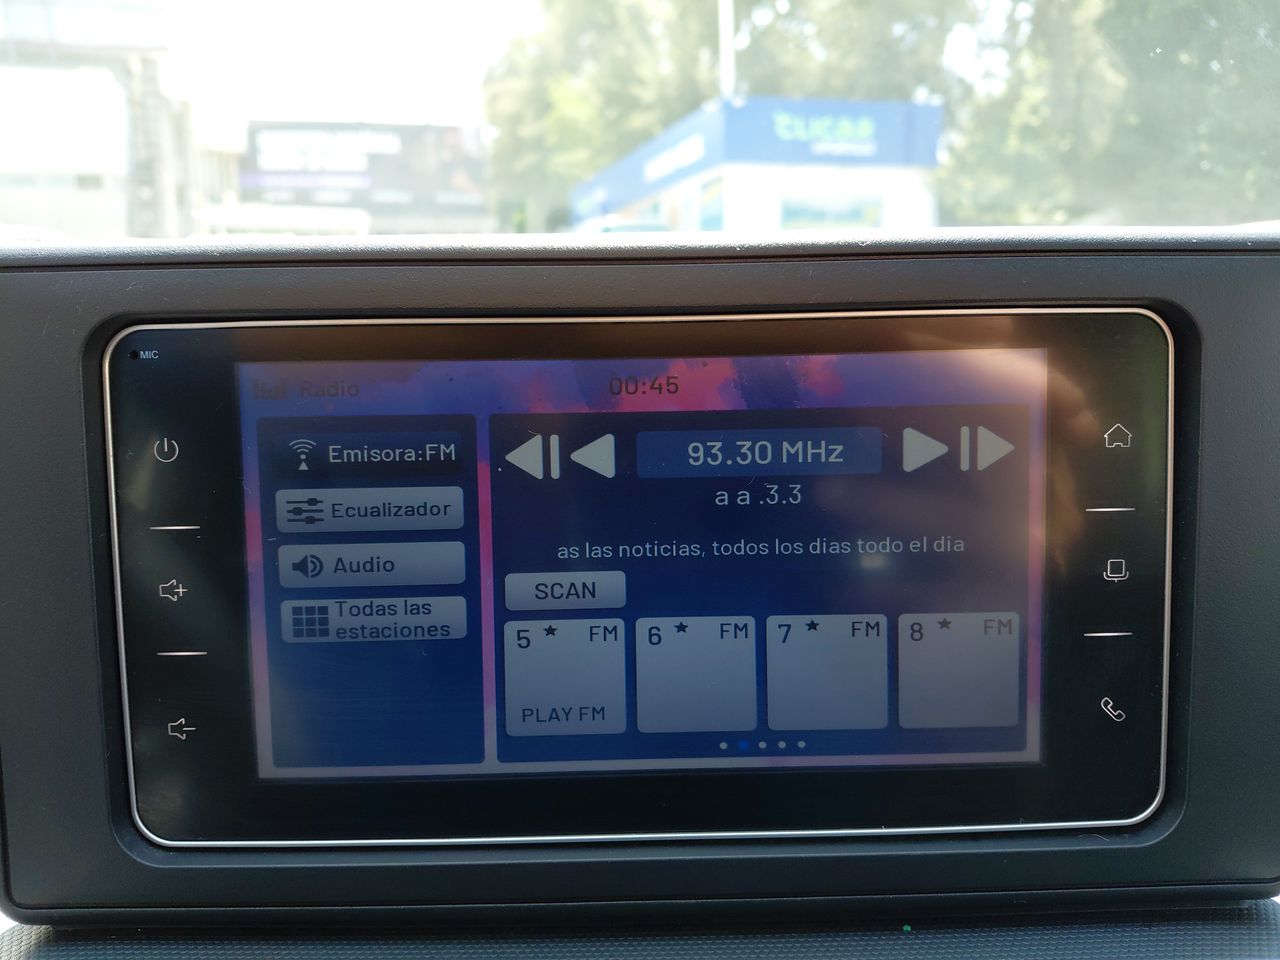 CLICAR
MIC
Radio
00:45
Emisora:FM
93.30 MHz
a a .3.3
Ecualizador
as las noticias, todos los dias todo el dia
Audio
SCAN
Todas las
estaciones
5 ★ FM
6 ★ FM
7 ★ FM
8 ★ FM
PLAY FM